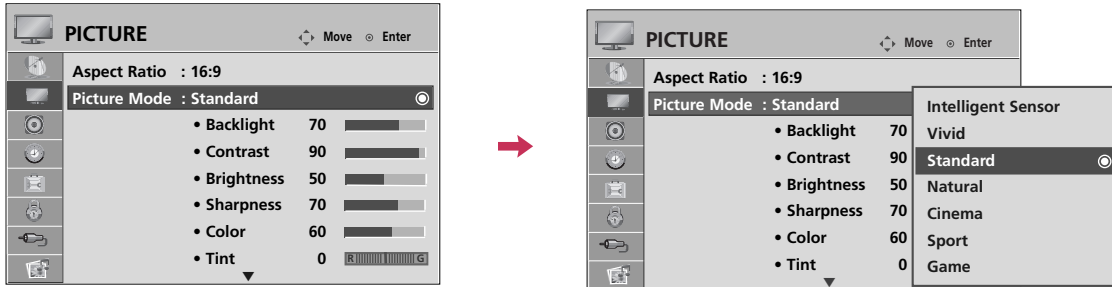 PICTURE Move Enter
Aspect Ratio : 16:9
Picture Mode : Standard
• Backlight 70
• Contrast 90
• Brightness 50
• Sharpness 70
• Color 60
• Tint 0 R G
PICTURE Move Enter
Aspect Ratio : 16:9
Picture Mode : Standard
• Backlight 70
• Contrast 90
• Brightness 50
• Sharpness 70
• Color 60
• Tint 0
Intelligent Sensor
Vivid
Standard
Natural
Cinema
Sport
Game